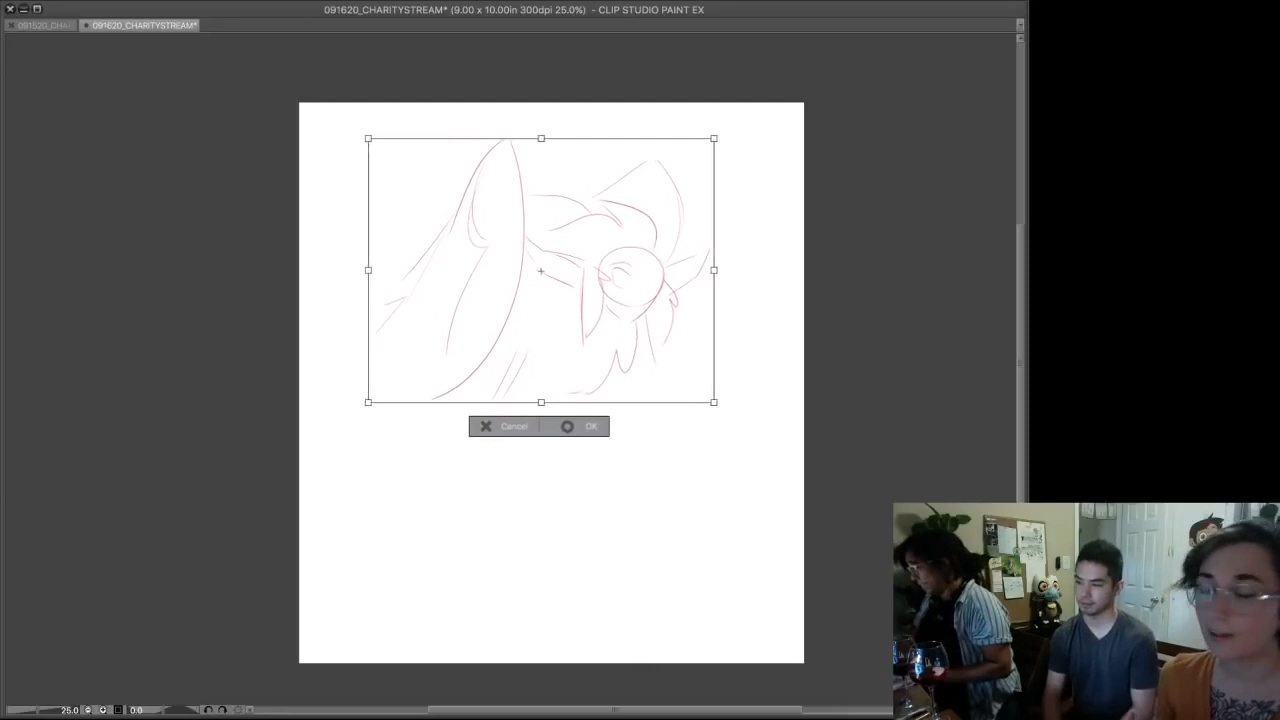 091620_CHARITYSTREAM* (9.00 x 10.00in 300dpi 25.0%) - CLIP STUDIO PAINT EX
091520_CHA
091620_CHARITYSTREAM*
Cancel
OK
25.0
0.0